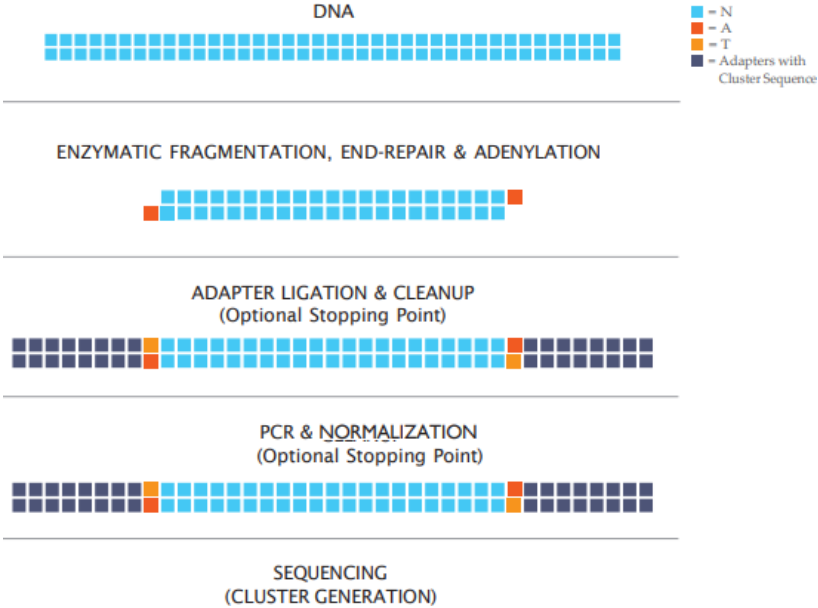 DNA
= N
= A
= T
= Adapters with
Cluster Sequence
ENZYMATIC FRAGMENTATION, END-REPAIR & ADENYLATION
ADAPTER LIGATION & CLEANUP
(Optional Stopping Point)
PCR & NORMALIZATION
(Optional Stopping Point)
SEQUENCING
(CLUSTER GENERATION)